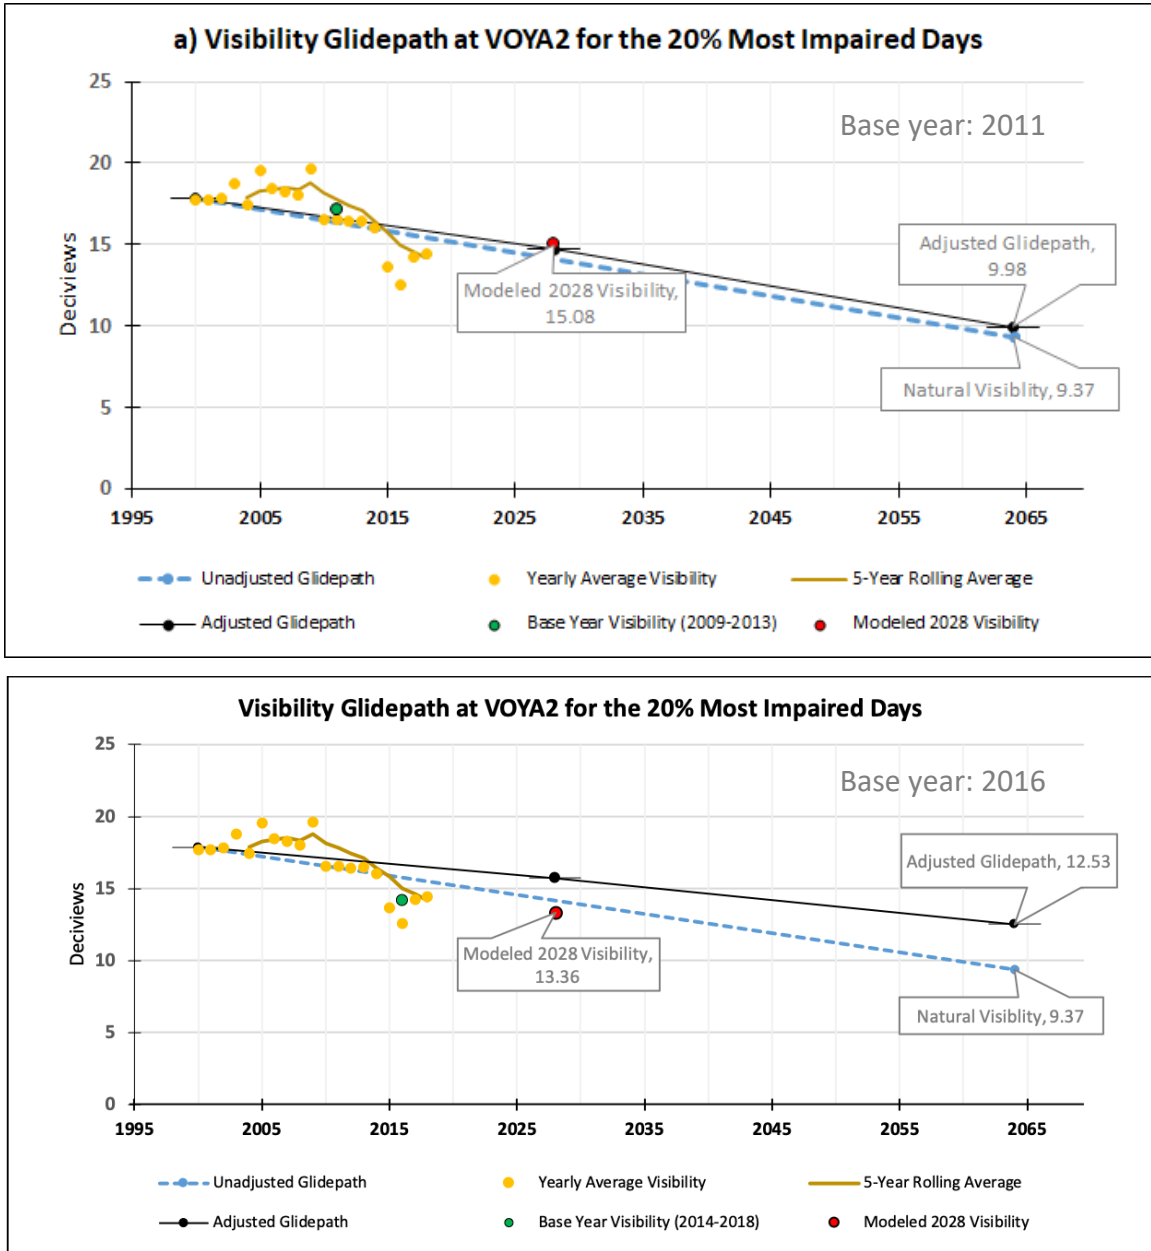 a) Visibility Glidepath at VOYA2 for the 20% Most Impaired Days
Base year: 2011
25
20
15
10
5
0
Deciviews
Modeled 2028 Visibility,
15.08
Adjusted Glidepath,
9.98
Natural Visiblity, 9.37
1995
2005
2015
2025
2035
2045
2055
2065
Unadjusted Glidepath
Yearly Average Visibility
5-Year Rolling Average
Adjusted Glidepath
Base Year Visibility (2009-2013)
Modeled 2028 Visibility
Visibility Glidepath at VOYA2 for the 20% Most Impaired Days
Base year: 2016
25
20
15
10
5
0
Deciviews
Modeled 2028 Visibility,
13.36
Adjusted Glidepath, 12.53
Natural Visiblity, 9.37
1995
2005
2015
2025
2035
2045
2055
2065
Unadjusted Glidepath
Yearly Average Visibility
5-Year Rolling Average
Adjusted Glidepath
Base Year Visibility (2014-2018)
Modeled 2028 Visibility